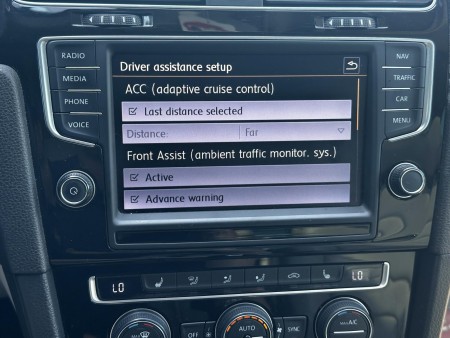 RADIO
MEDIA
PHONE
VOICE
Driver assistance setup
ACC (adaptive cruise control)
Last distance selected
Distance: Far
Front Assist (ambient traffic monitor. sys.)
Active
Advance warning
NAV
TRAFFIC
CAR
MENU
LO
LO
OFF
AUTO
SYNC
MAX A/C